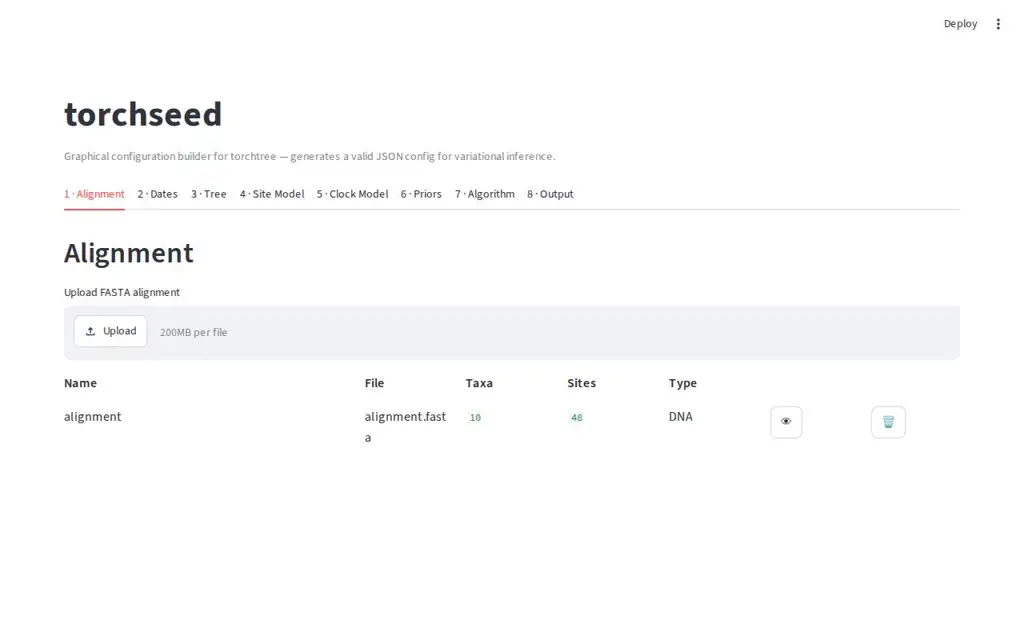 Deploy
torchseed
Graphical configuration builder for torchtree — generates a valid JSON config for variational inference.
1 · Alignment 2 · Dates 3 · Tree 4 · Site Model 5 · Clock Model 6 · Priors 7 · Algorithm 8 · Output
Alignment
Upload FASTA alignment
Upload 200MB per file
Name File Taxa Sites Type
alignment alignment.fast 10 48 DNA
a